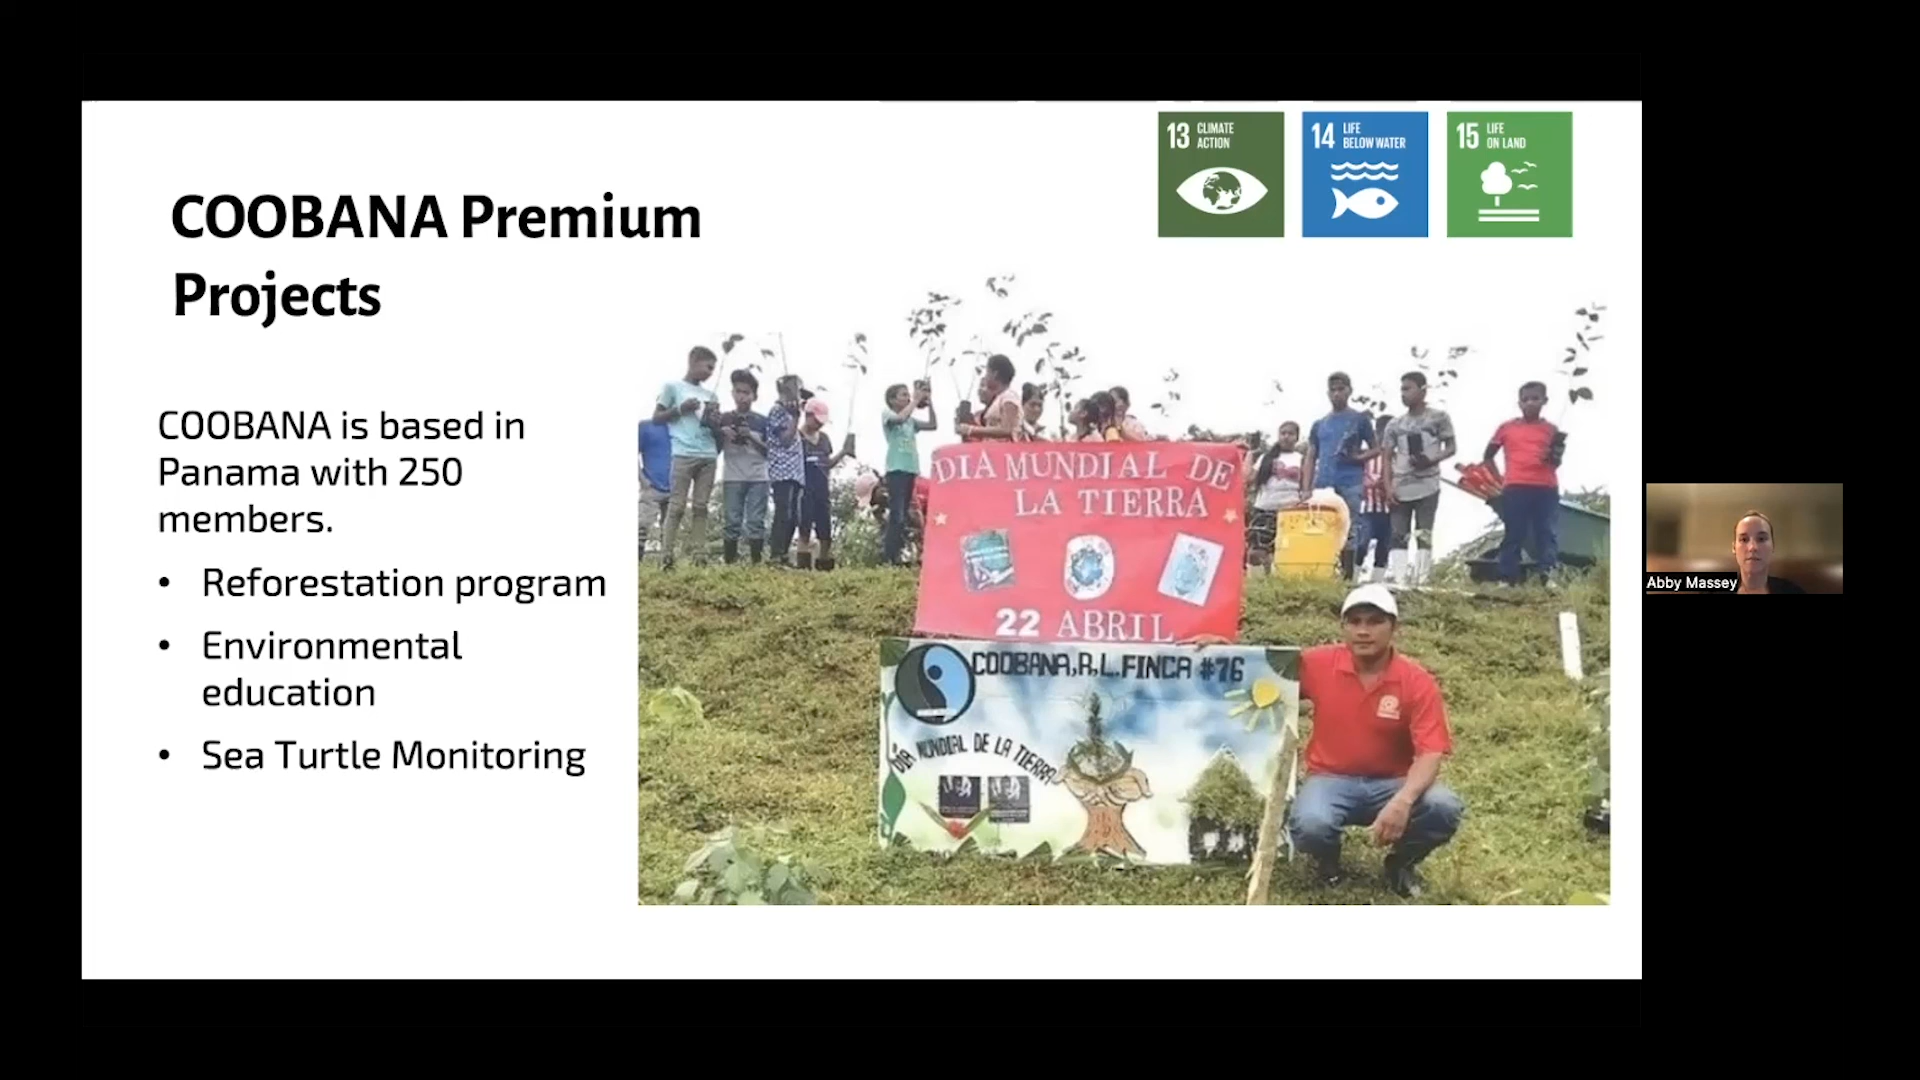 13 CLIMATE
ACTION
14 LIFE
BELOW WATER
15 LIFE
ON LAND
COOBANA Premium
Projects
COOBANA is based in
Panama with 250
members.
• Reforestation program
• Environmental
education
• Sea Turtle Monitoring
DIA MUNDIAL DE
LA TIERRA
22 ABRIL
COOBANA, R, L. FINCA #76
DÍA MUNDIAL DE LA TIERRA
Abby Massey